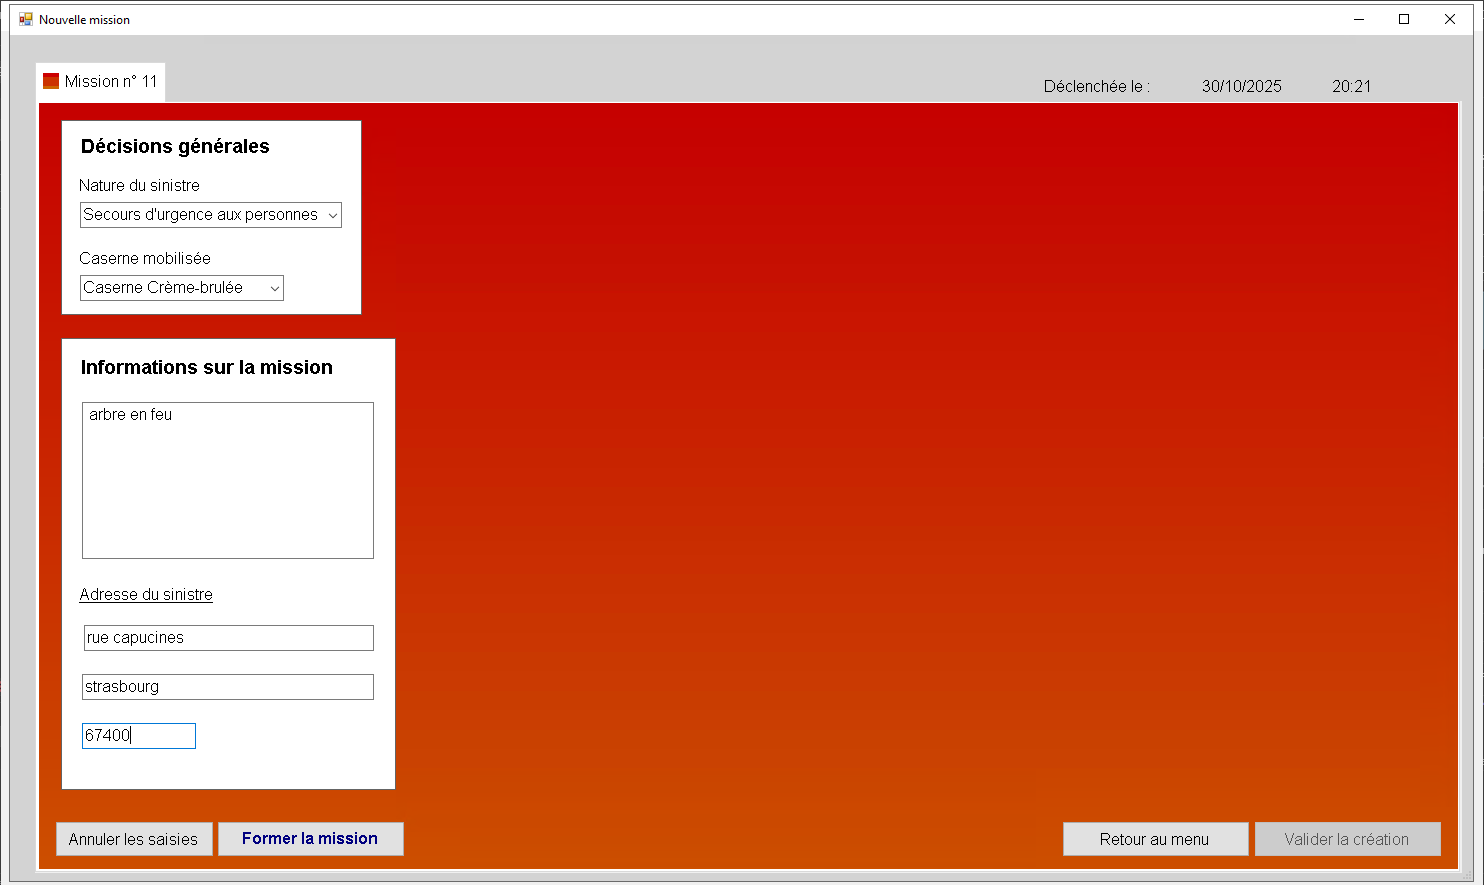 Nouvelle mission
Mission n° 11
Déclenchée le : 30/10/2025 20:21
Décisions générales
Nature du sinistre
Secours d'urgence aux personnes
Caserne mobilisée
Caserne Crème-brulée
Informations sur la mission
arbre en feu
Adresse du sinistre
rue capucines
strasbourg
67400
Annuler les saisies Former la mission Retour au menu Valider la création